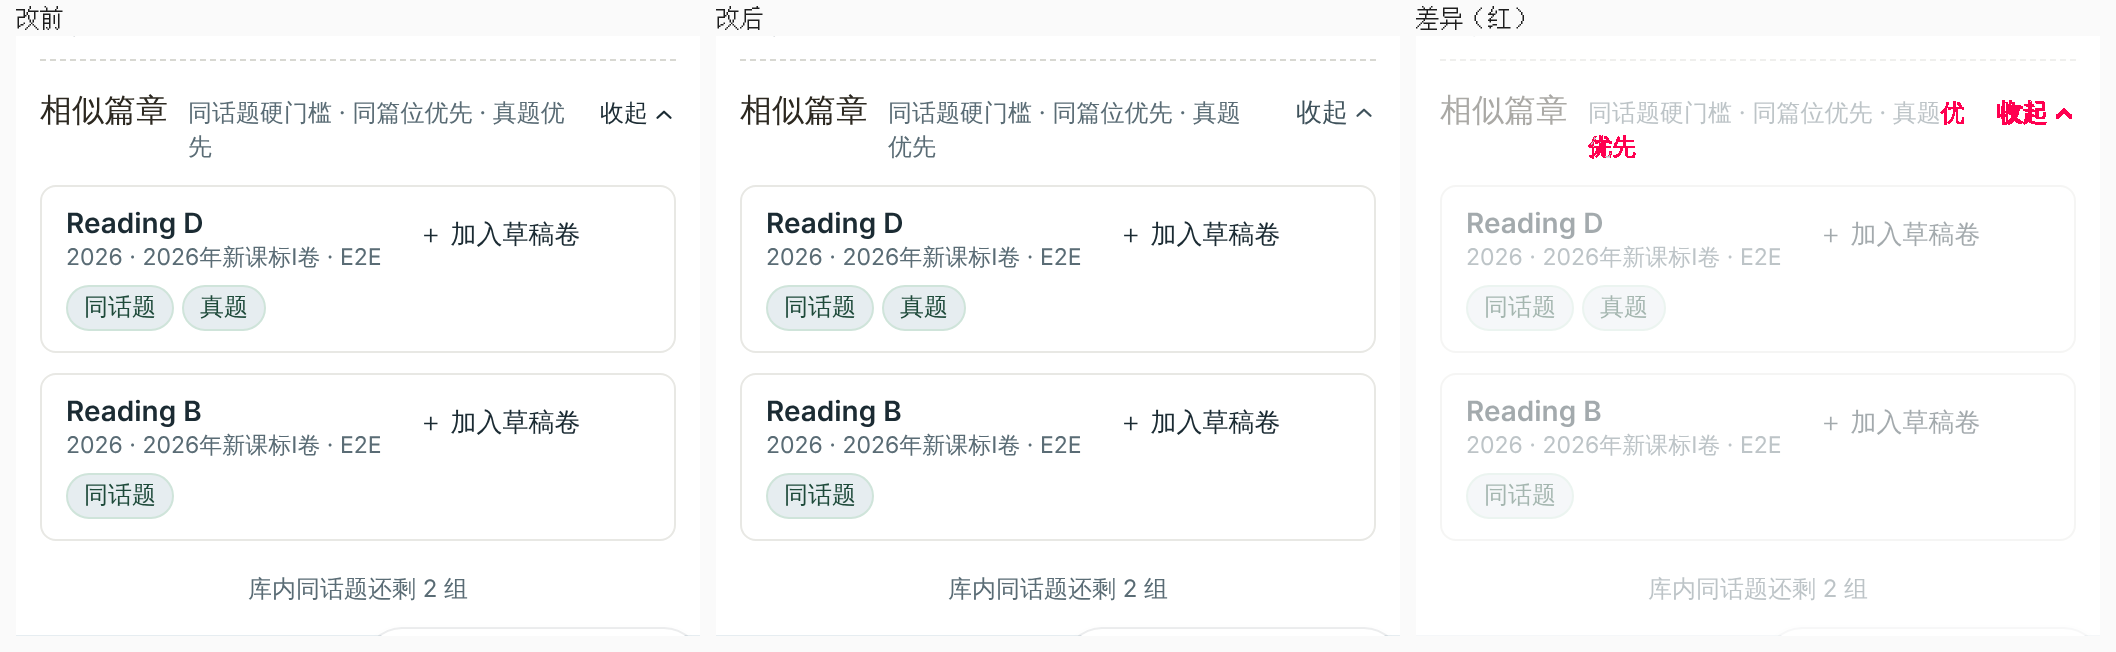 改前
相似篇章 同话题硬门槛 · 同篇位优先 · 真题优先 收起
Reading D
2026 · 2026年新课标I卷 · E2E
+ 加入草稿卷
同话题 真题
Reading B
2026 · 2026年新课标I卷 · E2E
+ 加入草稿卷
同话题
库内同话题还剩 2 组
改后
相似篇章 同话题硬门槛 · 同篇位优先 · 真题
优先
收起
Reading D
2026 · 2026年新课标I卷 · E2E
+ 加入草稿卷
同话题 真题
Reading B
2026 · 2026年新课标I卷 · E2E
+ 加入草稿卷
同话题
库内同话题还剩 2 组
差异（红）
相似篇章 同话题硬门槛 · 同篇位优先 · 真题优 收起
优先
Reading D
2026 · 2026年新课标I卷 · E2E
+ 加入草稿卷
同话题 真题
Reading B
2026 · 2026年新课标I卷 · E2E
+ 加入草稿卷
同话题
库内同话题还剩 2 组